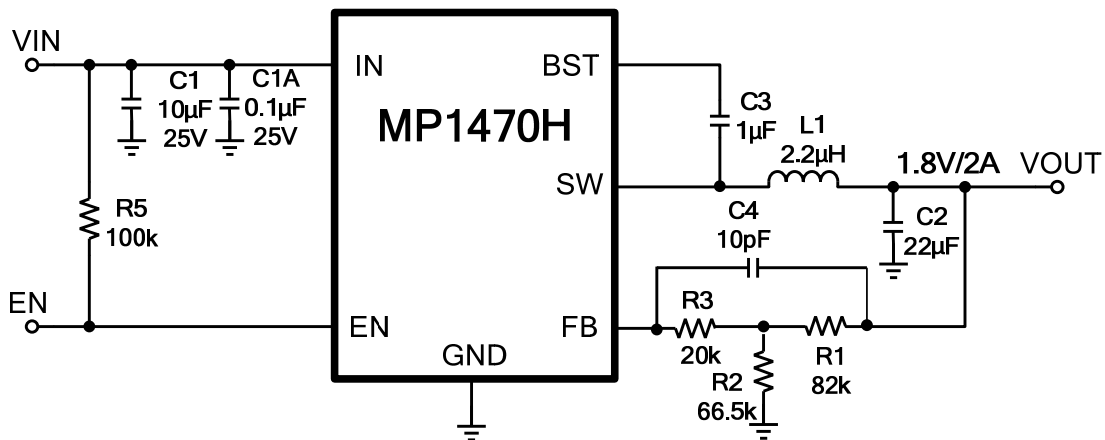 VIN
C1
10µF
25V
C1A
0.1µF
25V
IN
BST
MP1470H
C3
1µF
L1
2.2µH
1.8V/2A
VOUT
SW
R5
100k
C4
10pF
C2
22µF
EN
EN
FB
R3
20k
R1
82k
R2
66.5k
GND